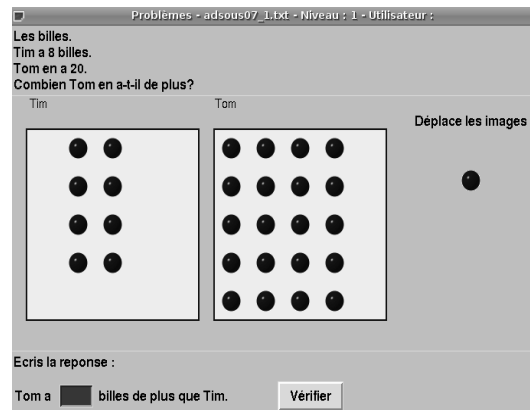 Problèmes - adsous07_1.txt - Niveau : 1 - Utilisateur :
Les billes.
Tim a 8 billes.
Tom en a 20.
Combien Tom en a-t-il de plus?
Tim
Tom
Déplace les images
Ecris la reponse :
Tom a billes de plus que Tim.
Vérifier